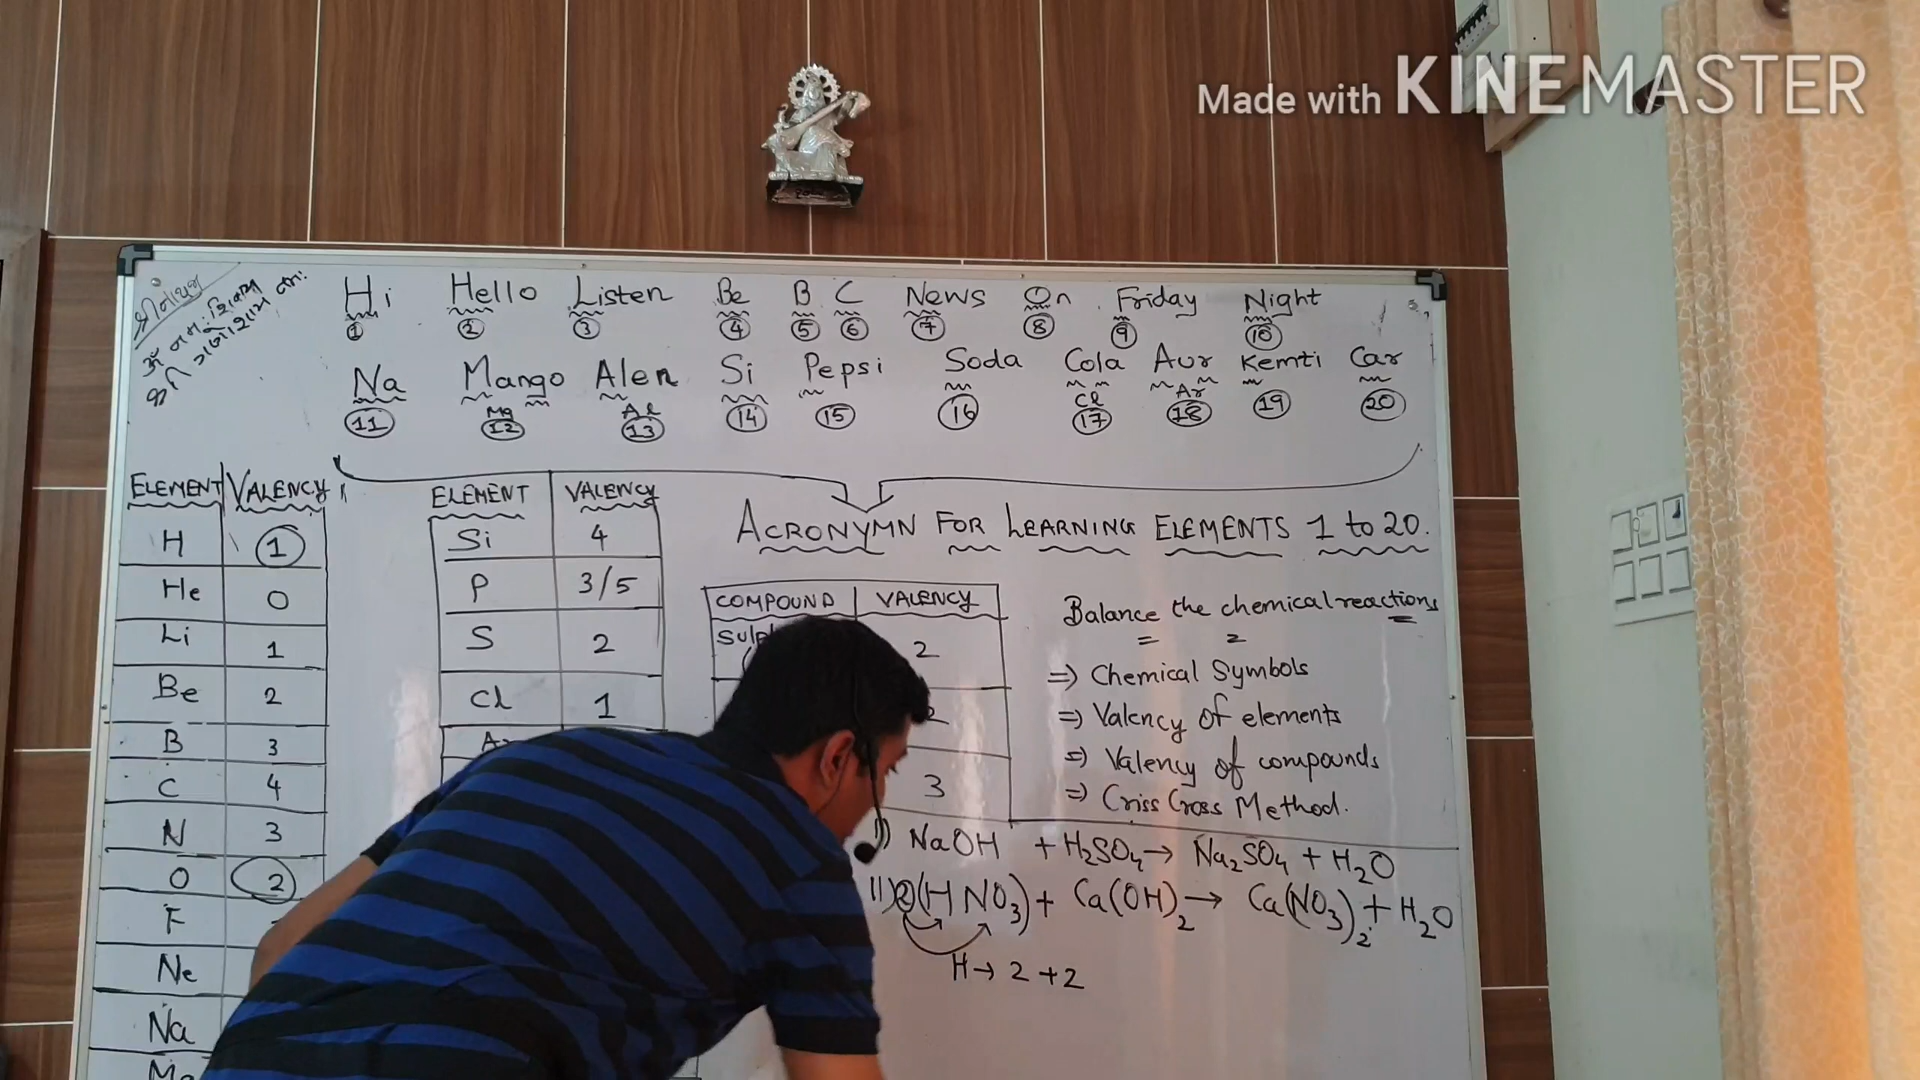 Made with KINEMASTER
શ્રીનાથજી
Hi Hello Listen Be B C News On Friday Night
1 2 3 4 5 6 7 8 9 10
Na Mango Alen Si Pepsi Soda Cola Aur Kemti Car
Mg Al Cl Ar
11 12 13 14 15 16 17 18 19 20
ELEMENT VALENCY
H 1
He 0
Li 1
Be 2
B 3
C 4
N 3
O 2
F
Ne
Na
Mg
ELEMENT VALENCY
Si 4
P 3/5
S 2
Cl 1
ACRONYMN FOR LEARNING ELEMENTS 1 to 20.
COMPOUND VALENCY
2
2
3
Balance the chemical reactions
=> Chemical Symbols
=> Valency of elements
=> Valency of compounds
=> Criss Cross Method.
1) NaOH + H₂SO₄ → Na₂SO₄ + H₂O
11) 2(HNO₃) + Ca(OH)₂ → Ca(NO₃)₂ + H₂O
H → 2 + 2